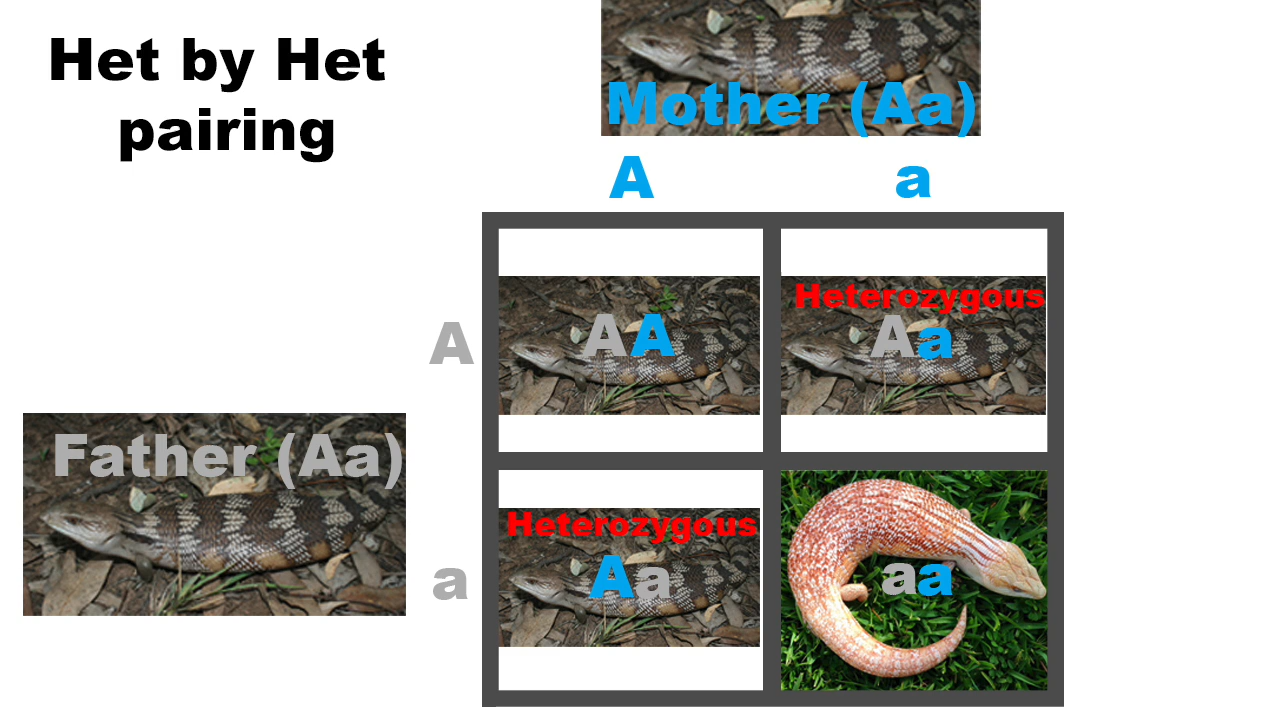 Het by Het
pairing
Mother (Aa)
A a
A
AA
Heterozygous
Aa
Father (Aa)
a
Heterozygous
Aa
aa